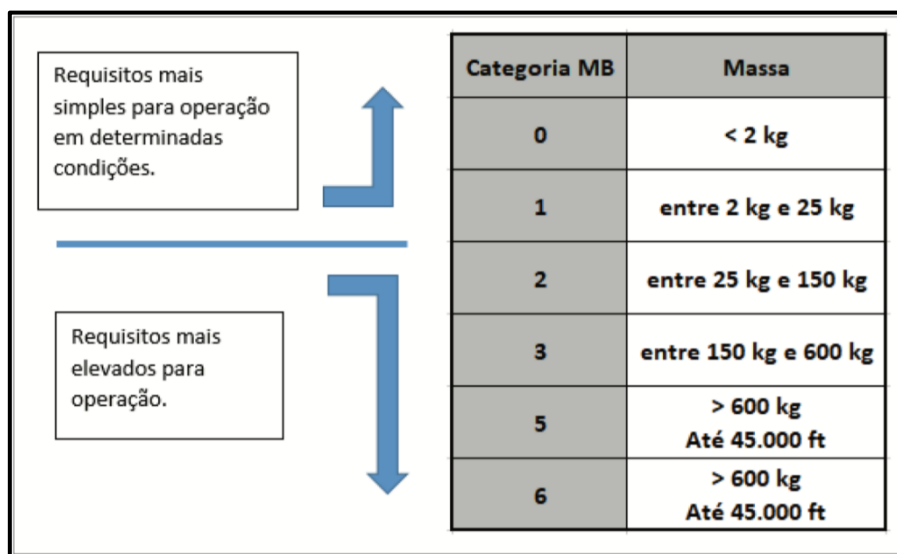 Requisitos mais
simples para operação
em determinadas
condições.
Requisitos mais
elevados para
operação.
Categoria MB Massa
0 < 2 kg
1 entre 2 kg e 25 kg
2 entre 25 kg e 150 kg
3 entre 150 kg e 600 kg
5 > 600 kg
Até 45.000 ft
6 > 600 kg
Até 45.000 ft